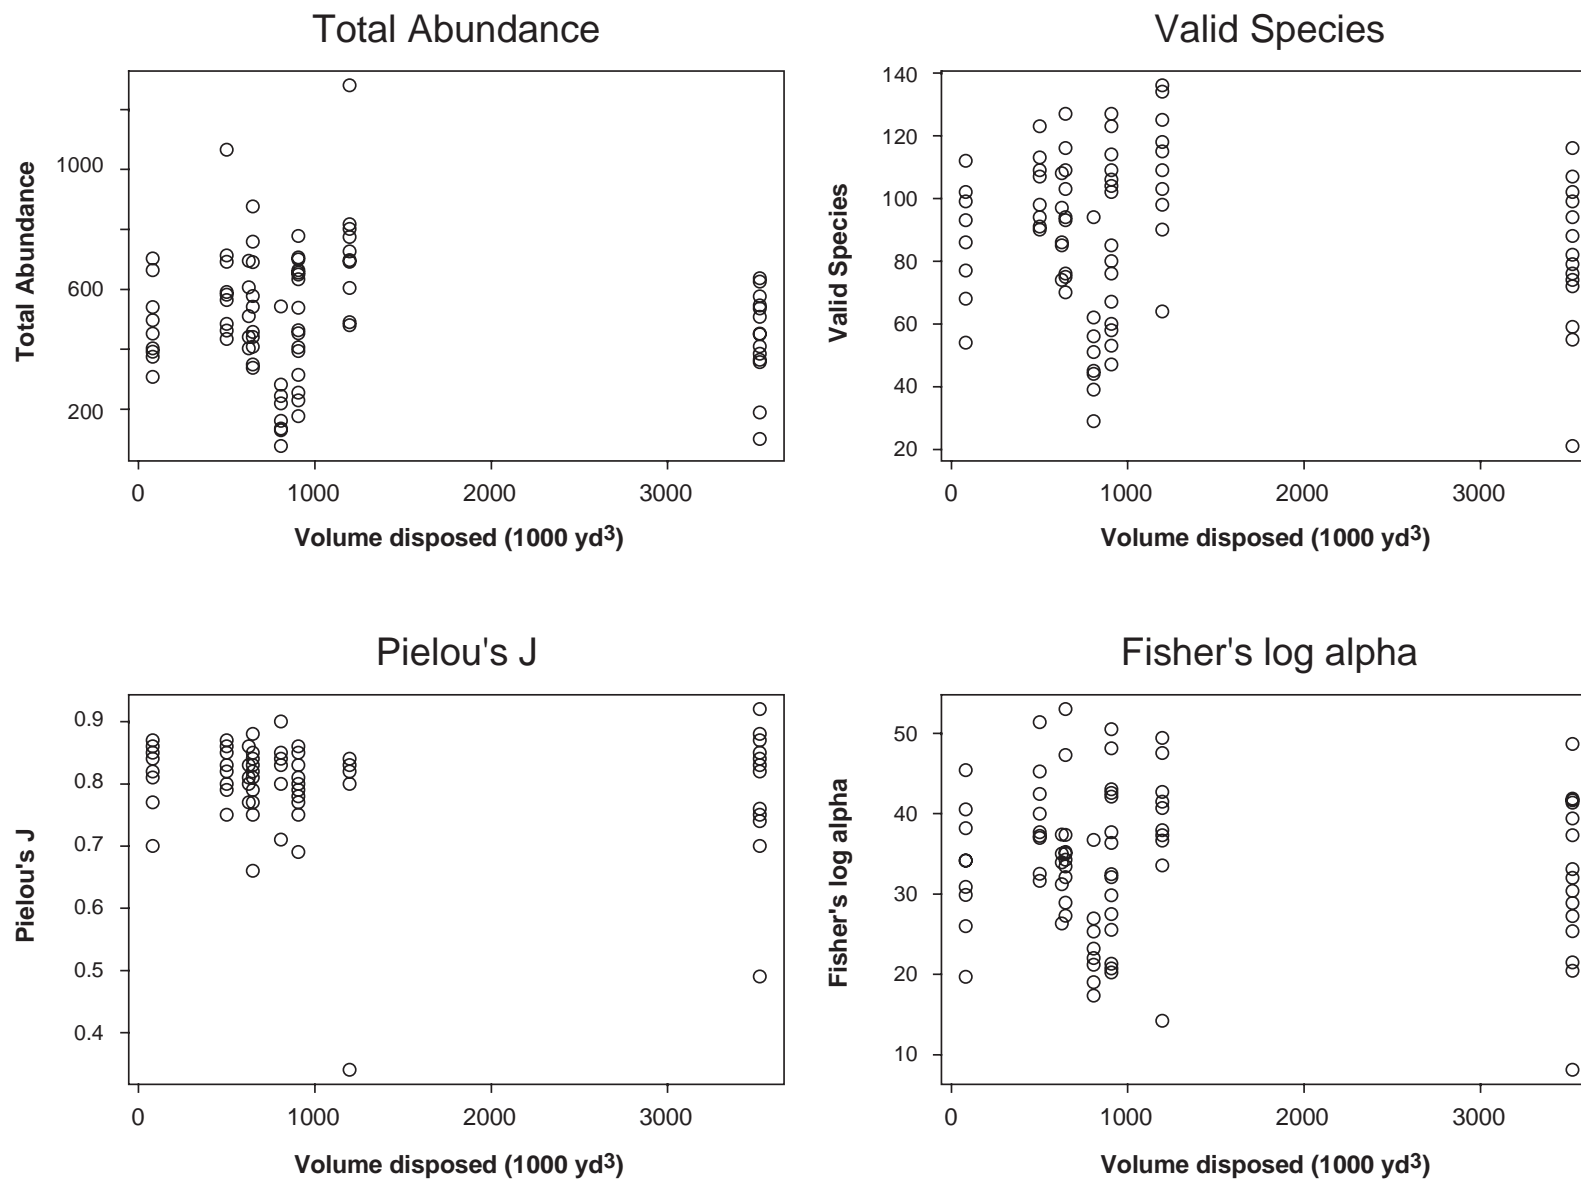 Total Abundance
Total Abundance
1000
600
200
0 1000 2000 3000
Volume disposed (1000 yd3)
Valid Species
Valid Species
140
120
100
80
60
40
20
0 1000 2000 3000
Volume disposed (1000 yd3)
Pielou's J
Pielou's J
0.9
0.8
0.7
0.6
0.5
0.4
0 1000 2000 3000
Volume disposed (1000 yd3)
Fisher's log alpha
Fisher's log alpha
50
40
30
20
10
0 1000 2000 3000
Volume disposed (1000 yd3)